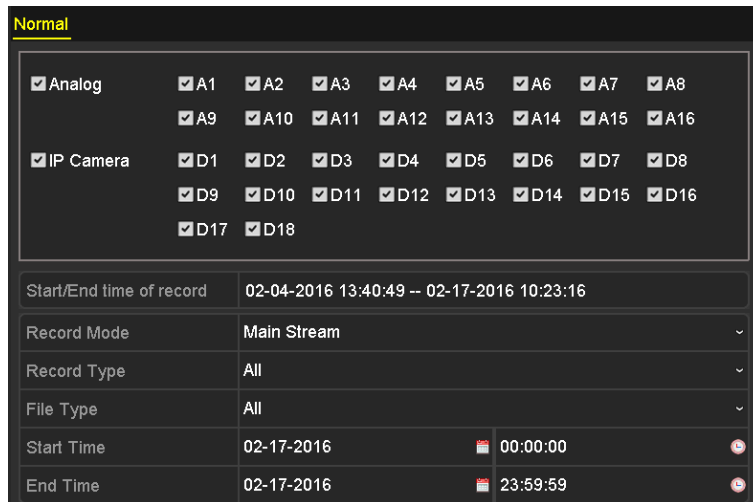 Normal
Analog A1 A2 A3 A4 A5 A6 A7 A8
A9 A10 A11 A12 A13 A14 A15 A16
IP Camera D1 D2 D3 D4 D5 D6 D7 D8
D9 D10 D11 D12 D13 D14 D15 D16
D17 D18
Start/End time of record 02-04-2016 13:40:49 -- 02-17-2016 10:23:16
Record Mode Main Stream
Record Type All
File Type All
Start Time 02-17-2016 00:00:00
End Time 02-17-2016 23:59:59